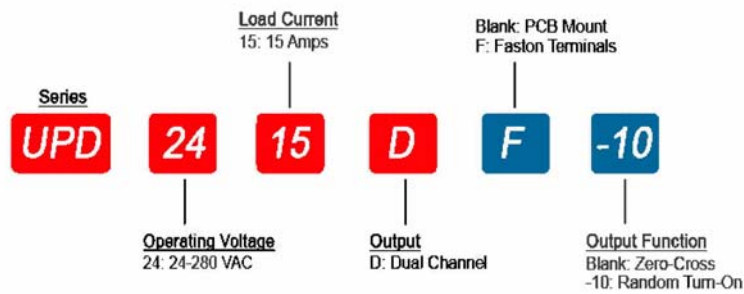 Load Current
15: 15 Amps
Blank: PCB Mount
F: Faston Terminals
Series
UPD 24 15 D F -10
Operating Voltage
24: 24-280 VAC
Output
D: Dual Channel
Output Function
Blank: Zero-Cross
-10: Random Turn-On